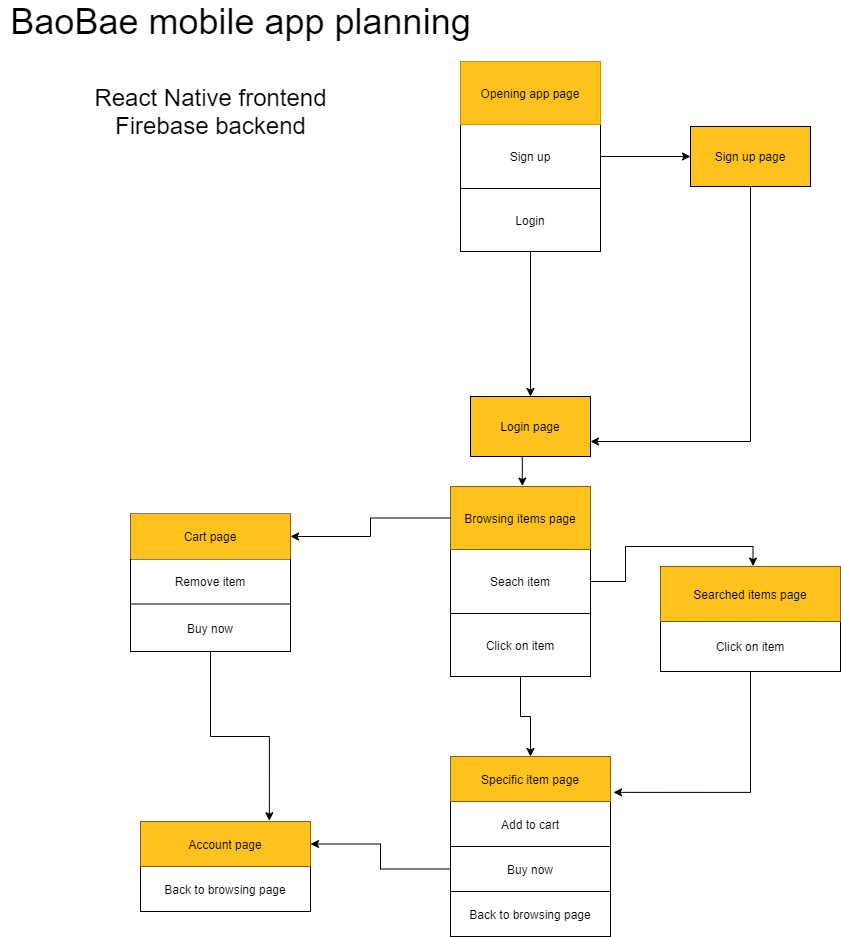 BaoBae mobile app planning
React Native frontend
Firebase backend
Opening app page
Sign up
Login
Sign up page
Login page
Browsing items page
Seach item
Click on item
Cart page
Remove item
Buy now
Searched items page
Click on item
Specific item page
Add to cart
Buy now
Back to browsing page
Account page
Back to browsing page